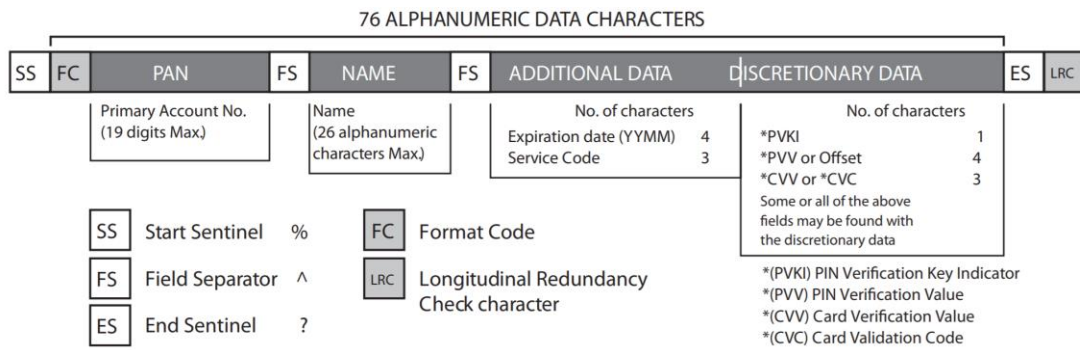 76 ALPHANUMERIC DATA CHARACTERS
SS FC PAN FS NAME FS ADDITIONAL DATA DISCRETIONARY DATA ES LRC
Primary Account No.
(19 digits Max.)
Name
(26 alphanumeric
characters Max.)
No. of characters
Expiration date (YYMM) 4
Service Code 3
No. of characters
*PVKI 1
*PVV or Offset 4
*CVV or *CVC 3
Some or all of the above
fields may be found with
the discretionary data
SS Start Sentinel %
FS Field Separator ^
ES End Sentinel ?
FC Format Code
LRC Longitudinal Redundancy
Check character
*(PVKI) PIN Verification Key Indicator
*(PVV) PIN Verification Value
*(CVV) Card Verification Value
*(CVC) Card Validation Code